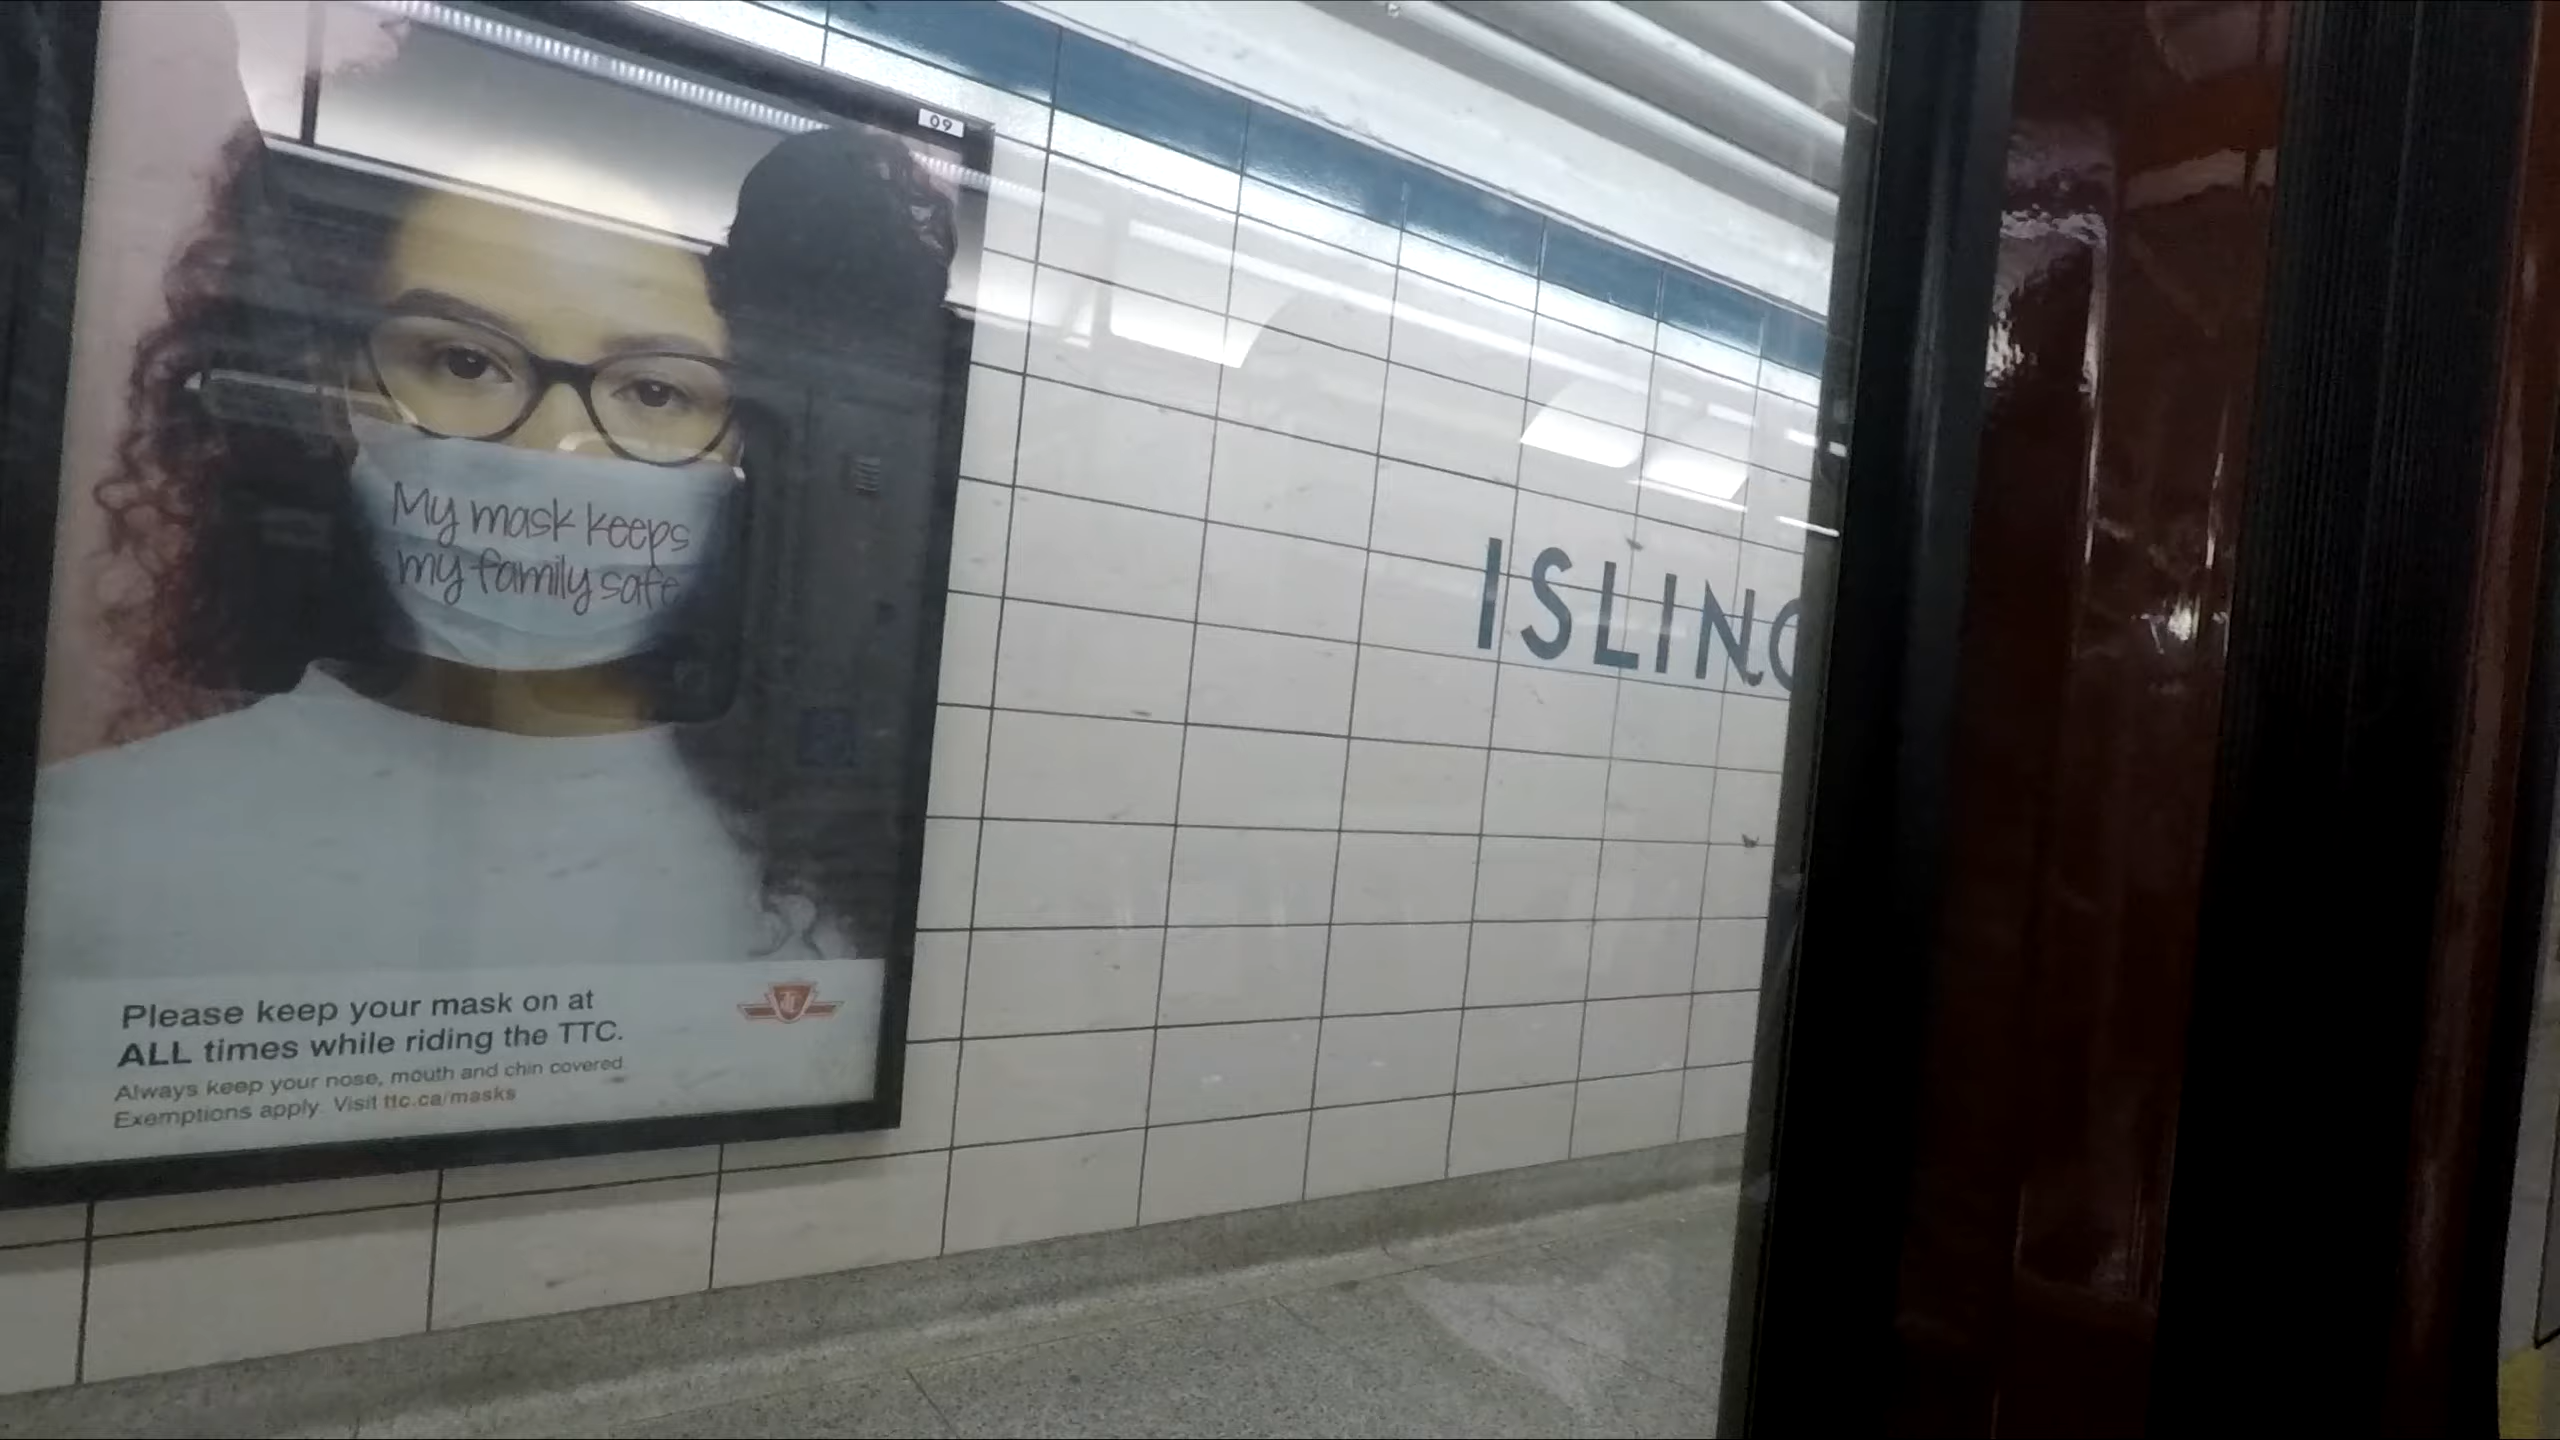 09
My mask keeps
my family safe
ISLING
Please keep your mask on at
ALL times while riding the TTC.
Always keep your nose, mouth and chin covered.
Exemptions apply. Visit ttc.ca/masks